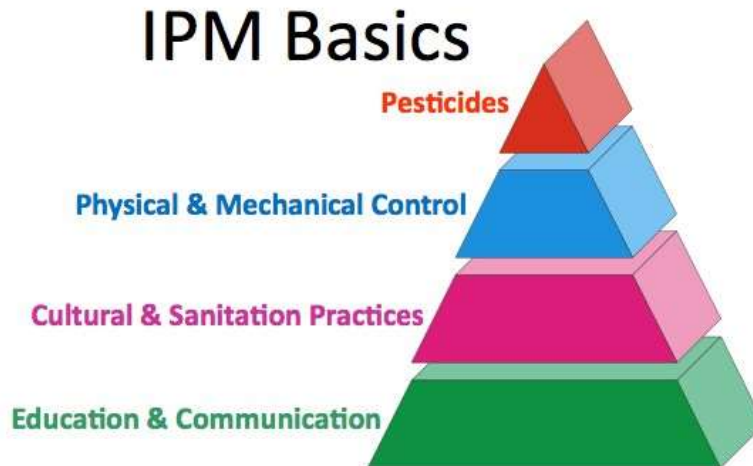 IPM Basics
Pesticides
Physical & Mechanical Control
Cultural & Sanitation Practices
Education & Communication